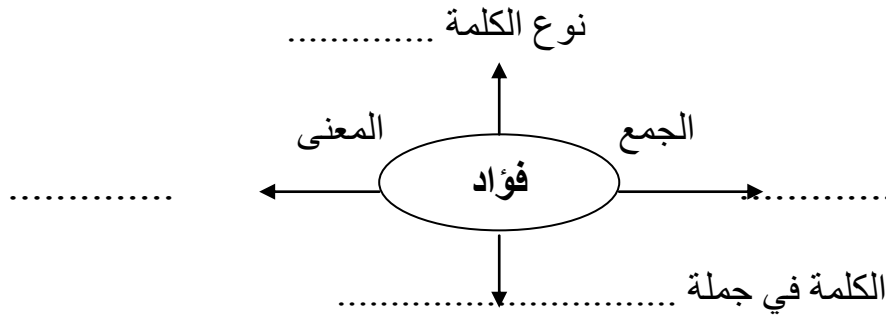 نوع الكلمة ..............
الجمع
المعنى
فؤاد
.............. ..............
الكلمة في جملة ..................................